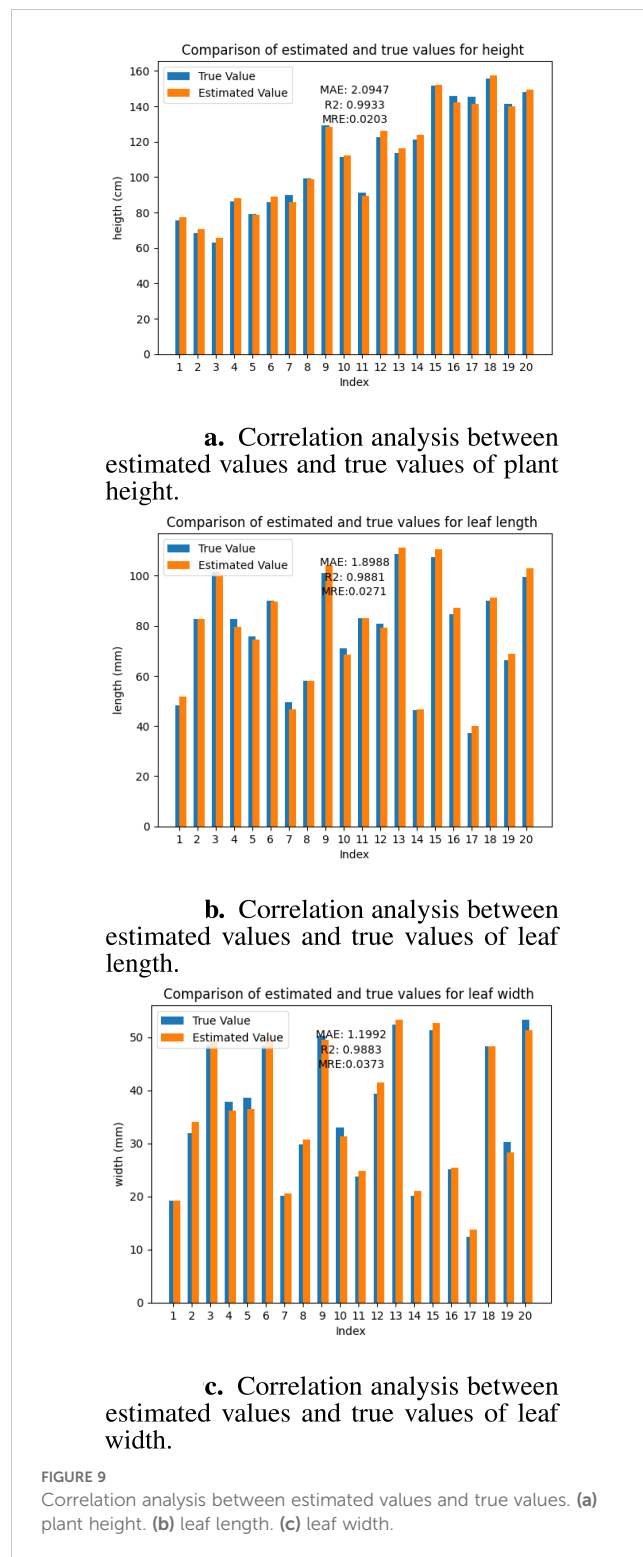 Comparison of estimated and true values for height
True Value
Estimated Value
MAE: 2.0947
R2: 0.9933
MRE:0.0203
heigth (cm)
160
140
120
100
80
60
40
20
0
1 2 3 4 5 6 7 8 9 10 11 12 13 14 15 16 17 18 19 20
Index
a. Correlation analysis between
estimated values and true values of plant
height.
Comparison of estimated and true values for leaf length
True Value
Estimated Value
MAE: 1.8988
R2: 0.9881
MRE:0.0271
length (mm)
100
80
60
40
20
0
1 2 3 4 5 6 7 8 9 10 11 12 13 14 15 16 17 18 19 20
Index
b. Correlation analysis between
estimated values and true values of leaf
length.
Comparison of estimated and true values for leaf width
True Value
Estimated Value
MAE: 1.1992
R2: 0.9883
MRE:0.0373
width (mm)
50
40
30
20
10
0
1 2 3 4 5 6 7 8 9 10 11 12 13 14 15 16 17 18 19 20
Index
c. Correlation analysis between
estimated values and true values of leaf
width.
FIGURE 9
Correlation analysis between estimated values and true values. (a)
plant height. (b) leaf length. (c) leaf width.